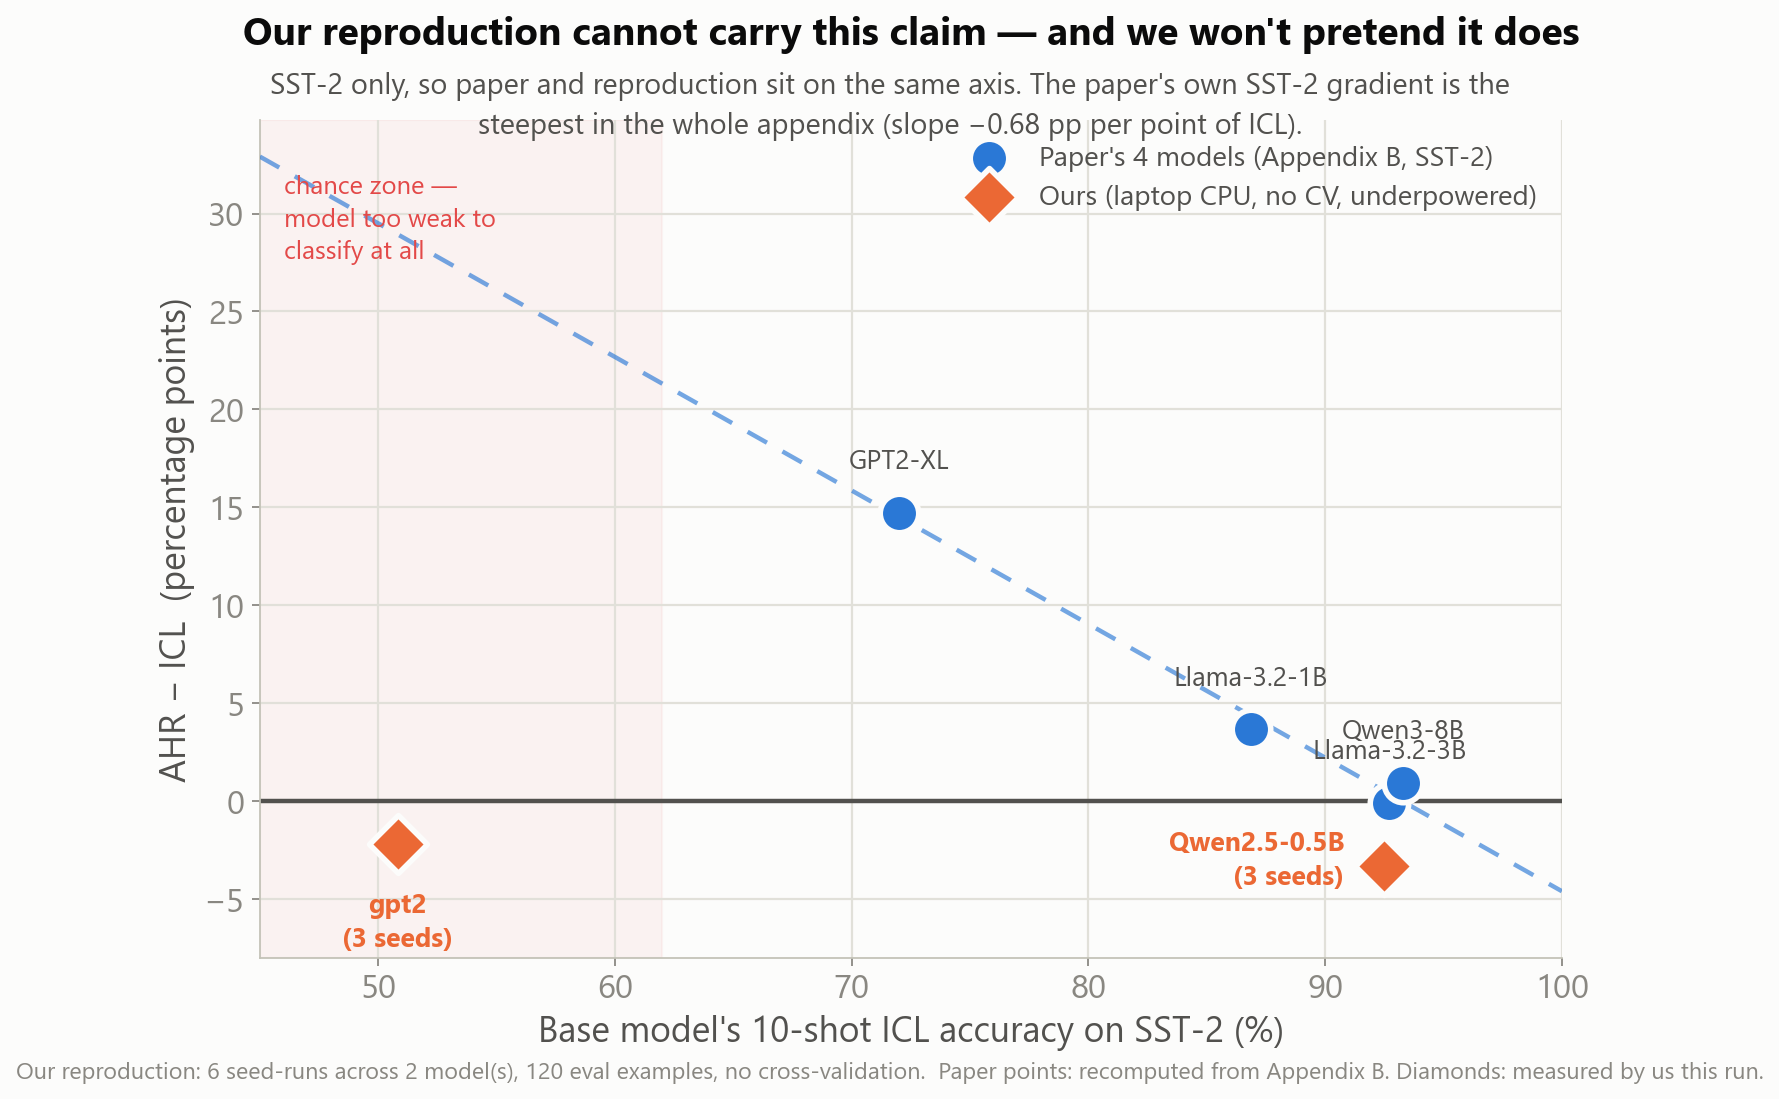 Our reproduction cannot carry this claim — and we won't pretend it does
SST-2 only, so paper and reproduction sit on the same axis. The paper's own SST-2 gradient is the
steepest in the whole appendix (slope −0.68 pp per point of ICL).
Paper's 4 models (Appendix B, SST-2)
Ours (laptop CPU, no CV, underpowered)
chance zone —
model too weak to
classify at all
AHR − ICL (percentage points)
30
25
20
15
10
5
0
−5
GPT2-XL
Llama-3.2-1B
Qwen3-8B
Llama-3.2-3B
Qwen2.5-0.5B
(3 seeds)
gpt2
(3 seeds)
50
60
70
80
90
100
Base model's 10-shot ICL accuracy on SST-2 (%)
Our reproduction: 6 seed-runs across 2 model(s), 120 eval examples, no cross-validation.  Paper points: recomputed from Appendix B. Diamonds: measured by us this run.